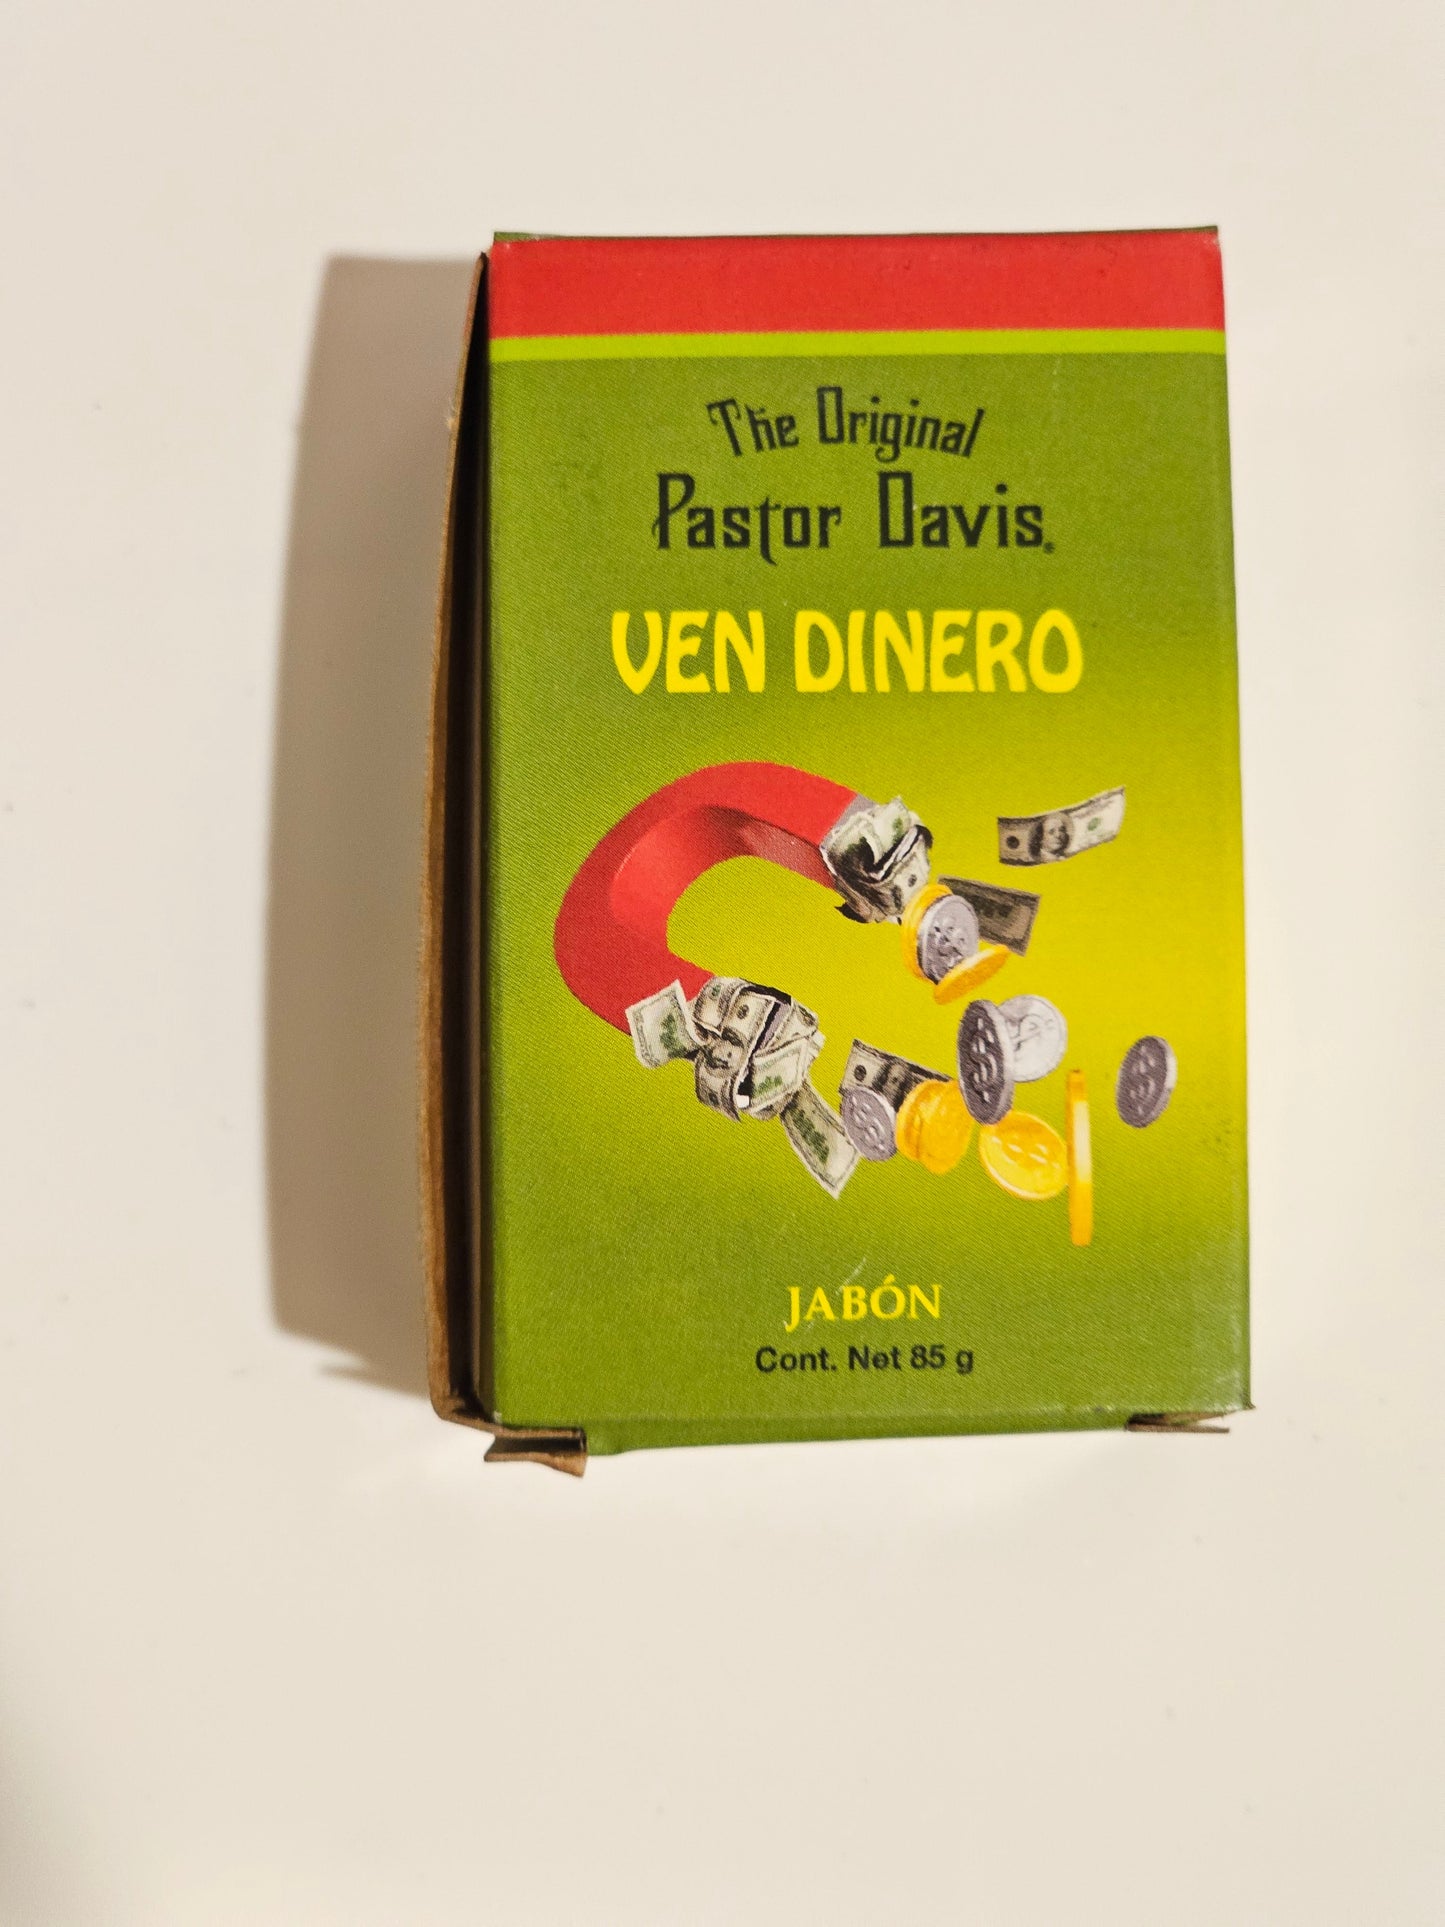 The Original
Pastor Davis®
VEN DINERO
JABÓN
Cont. Net 85 g